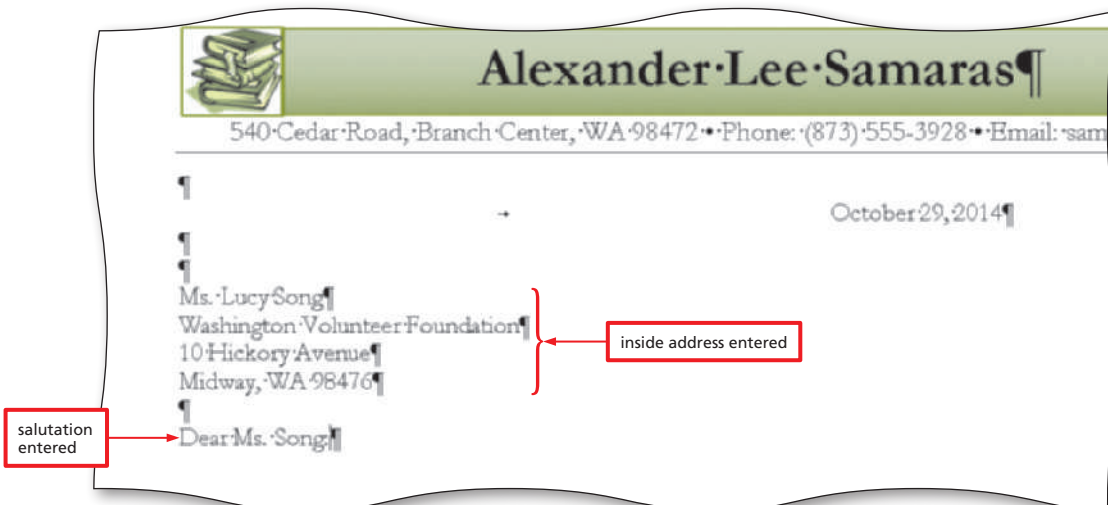 Alexander·Lee·Samaras¶
540·Cedar·Road,·Branch·Center,·WA·98472·•·Phone:·(873)·555-3928·•·Email:·sam
¶
→ October·29,·2014¶
¶
¶
Ms.·Lucy·Song¶
Washington·Volunteer·Foundation¶
10·Hickory·Avenue¶
Midway,·WA·98476¶
inside address entered
¶
Dear·Ms.·Song:¶
salutation
entered